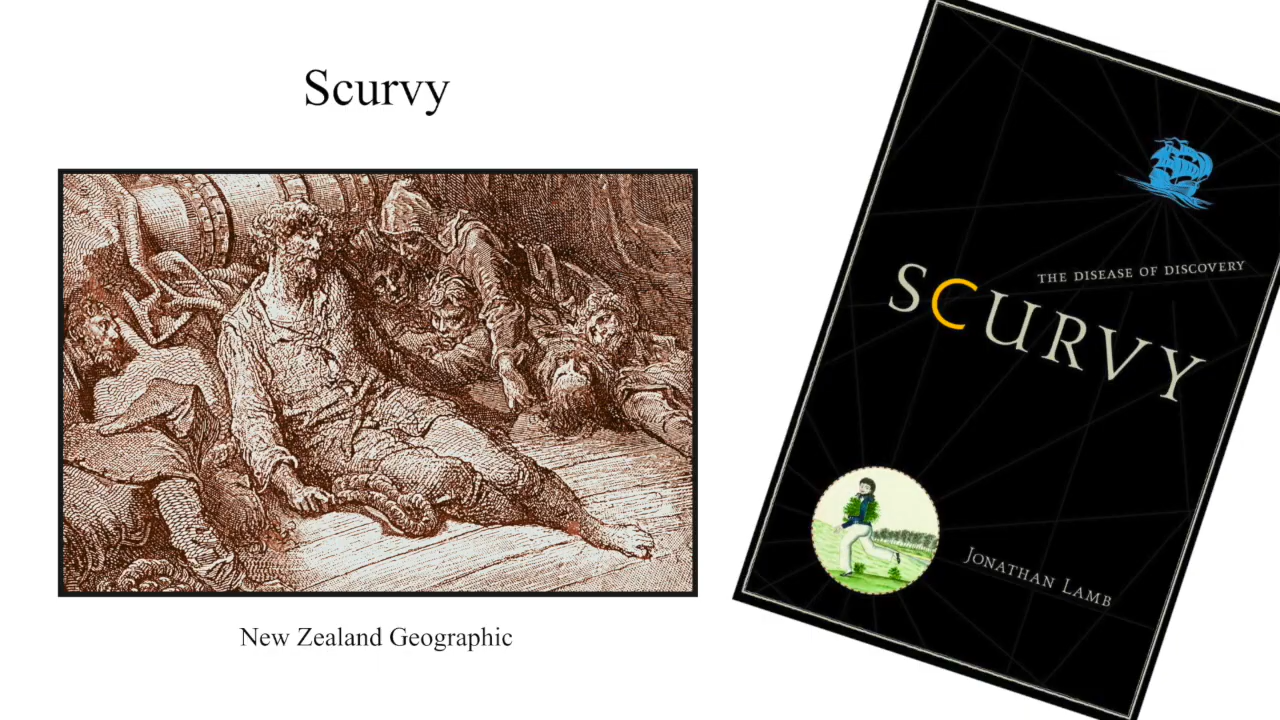 Scurvy
New Zealand Geographic
THE DISEASE OF DISCOVERY
SCURVY
JONATHAN LAMB